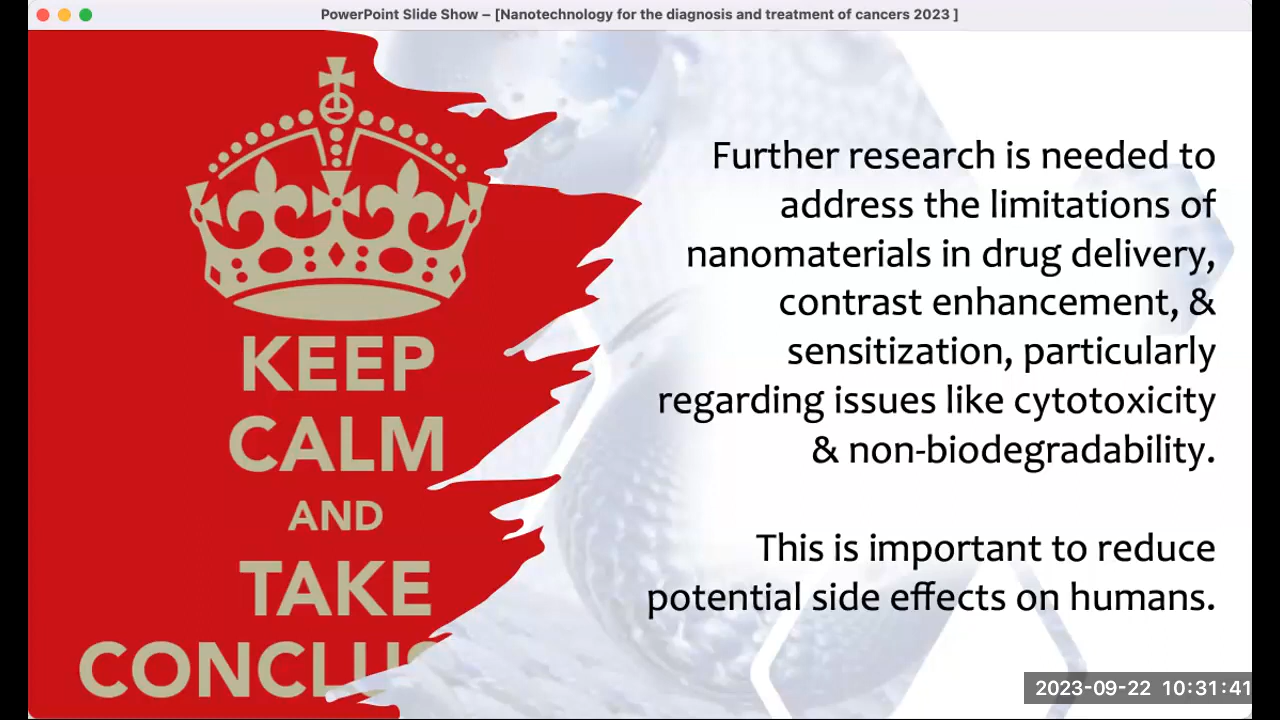 PowerPoint Slide Show – [Nanotechnology for the diagnosis and treatment of cancers 2023 ]
KEEP
CALM
AND
TAKE
CONCLUS
Further research is needed to
address the limitations of
nanomaterials in drug delivery,
contrast enhancement, &
sensitization, particularly
regarding issues like cytotoxicity
& non-biodegradability.
This is important to reduce
potential side effects on humans.
2023-09-22 10:31:41